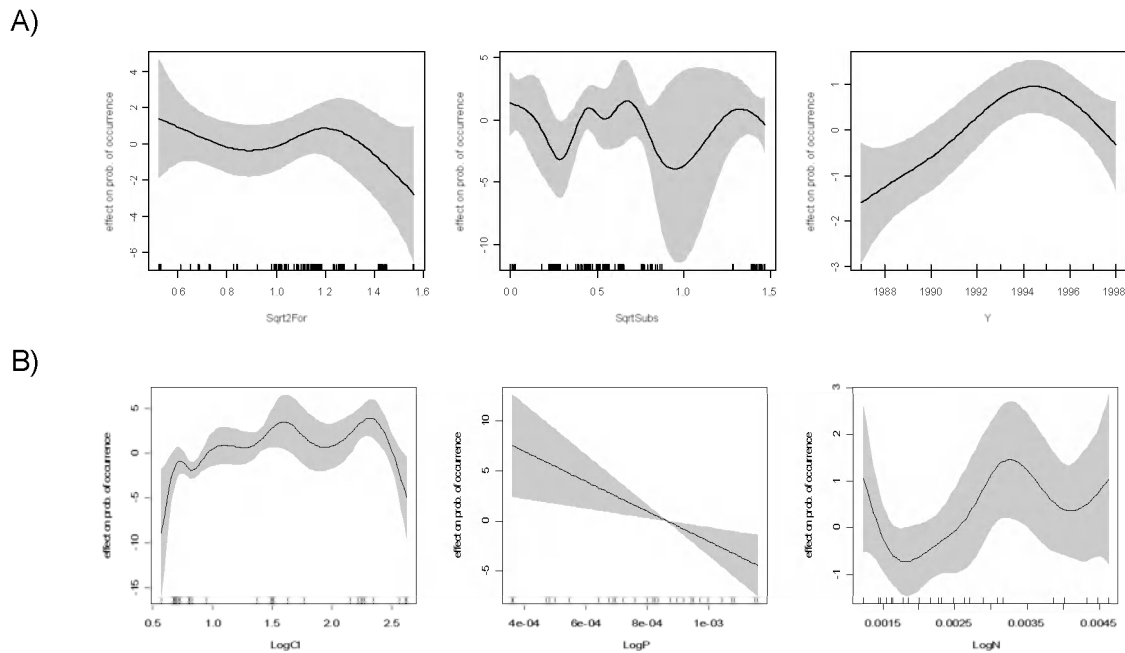 A)
effect on prob. of occurrence
4
2
0
-2
-4
-6
0.6 0.8 1.0 1.2 1.4 1.6
Sqrt2For
effect on prob. of occurrence
5
0
-5
-10
0.0 0.5 1.0 1.5
SqrtSubs
effect on prob. of occurrence
1
0
-1
-2
-3
1988 1990 1992 1994 1996 1998
Y
B)
effect on prob. of occurrence
5
0
-5
-10
-15
0.5 1.0 1.5 2.0 2.5
LogCl
effect on prob. of occurrence
10
5
0
-5
4e-04 6e-04 8e-04 1e-03
LogP
effect on prob. of occurrence
3
2
1
0
-1
0.0015 0.0025 0.0035 0.0045
LogN